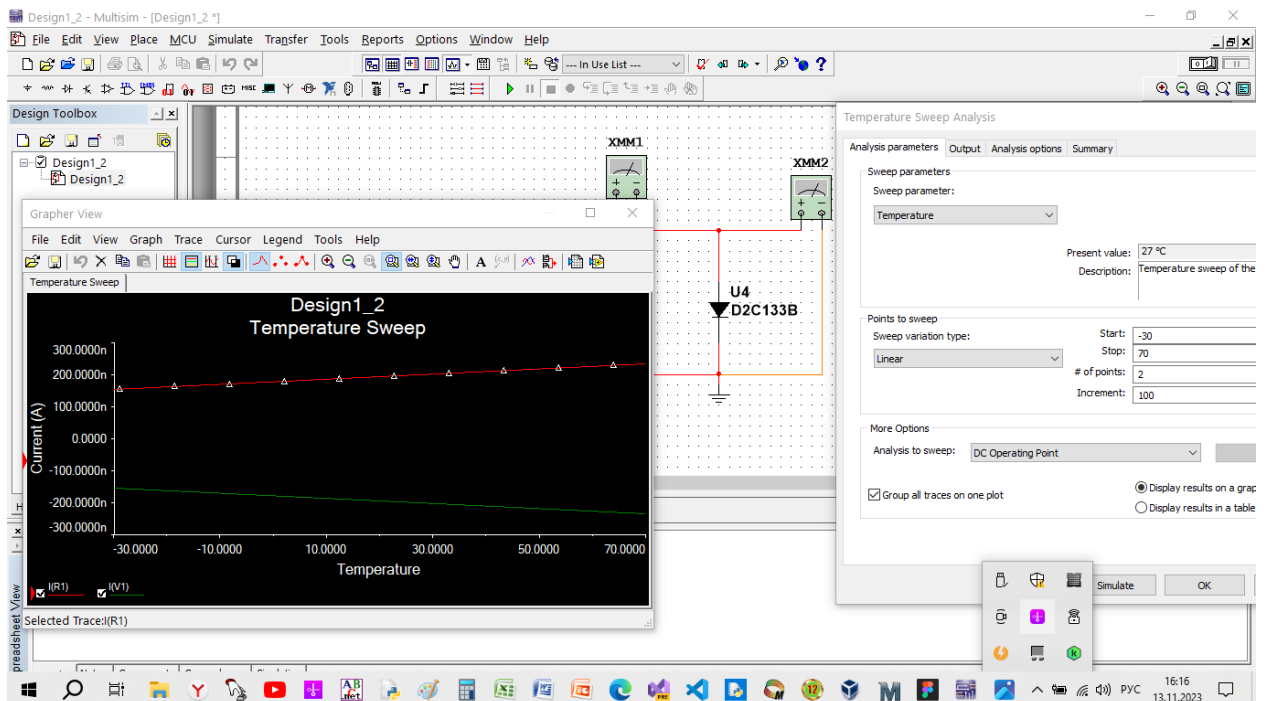 Design1_2 - Multisim - [Design1_2 *]
File Edit View Place MCU Simulate Transfer Tools Reports Options Window Help
--- In Use List ---
Design Toolbox
Design1_2
Design1_2
XMM1
XMM2
U4
D2C133B
Grapher View
File Edit View Graph Trace Cursor Legend Tools Help
Temperature Sweep
Design1_2
Temperature Sweep
300.0000n
200.0000n
100.0000n
0.0000
-100.0000n
-200.0000n
-300.0000n
Current (A)
-30.0000 -10.0000 10.0000 30.0000 50.0000 70.0000
Temperature
I(R1) I(V1)
Selected Trace:I(R1)
Temperature Sweep Analysis
Analysis parameters Output Analysis options Summary
Sweep parameters
Sweep parameter:
Temperature
Present value: 27 °C
Description: Temperature sweep of the
Points to sweep
Sweep variation type:
Linear
Start: -30
Stop: 70
# of points: 2
Increment: 100
More Options
Analysis to sweep: DC Operating Point
Group all traces on one plot
Display results on a grap
Display results in a table
Simulate OK
preadsheet View
РУС
16:16
13.11.2023